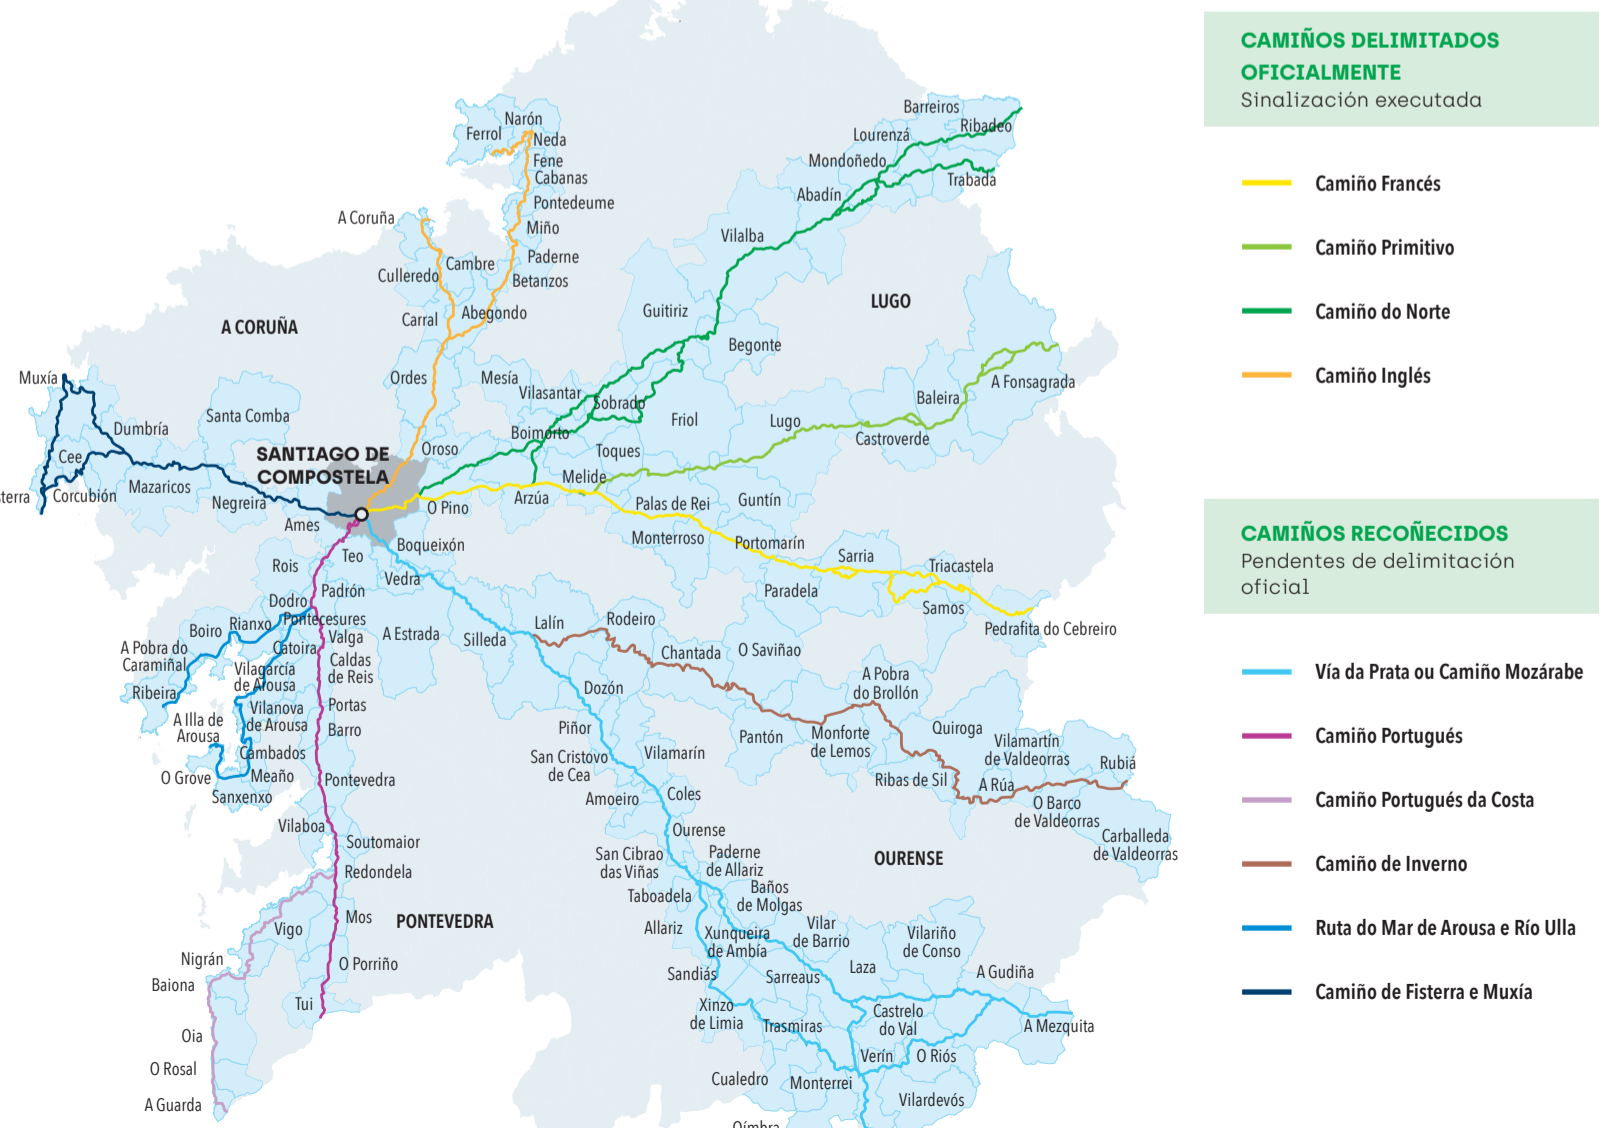 CAMIÑOS DELIMITADOS
OFICIALMENTE
Sinalización executada
Camiño Francés
Camiño Primitivo
Camiño do Norte
Camiño Inglés
CAMIÑOS RECOÑECIDOS
Pendentes de delimitación
oficial
Vía da Prata ou Camiño Mozárabe
Camiño Portugués
Camiño Portugués da Costa
Camiño de Inverno
Ruta do Mar de Arousa e Río Ulla
Camiño de Fisterra e Muxía
Narón
Ferrol
Neda
Fene
Cabanas
Pontedeume
A Coruña
Miño
Paderne
Cambre
Culleredo
Betanzos
Abegondo
Carral
A CORUÑA
Ordes
Mesía
Vilasantar
Sobrado
Boimorto
Oroso
Toques
Melide
Arzúa
O Pino
Barreiros
Ribadeo
Lourenzá
Mondoñedo
Trabada
Abadín
Vilalba
LUGO
Guitiriz
Begonte
A Fonsagrada
Baleira
Friol
Lugo
Castroverde
Muxía
Santa Comba
Dumbría
SANTIAGO DE
COMPOSTELA
Cee
sterra
Corcubión
Mazaricos
Negreira
Ames
Palas de Rei
Guntín
Monterroso
Portomarín
Sarria
Triacastela
Paradela
Samos
Pedrafita do Cebreiro
Boqueixón
Teo
Vedra
Rois
Padrón
Dodro
Pontecesures
Rianxo
Boiro
Valga
A Estrada
Silleda
Catoira
A Pobra do
Caramiñal
Caldas
de Reis
Vilagarcía
de Arousa
Ribeira
Vilanova
de Arousa
Portas
A Illa de
Arousa
Barro
Cambados
O Grove
Meaño
Pontevedra
Sanxenxo
Vilaboa
Soutomaior
Redondela
Mos
PONTEVEDRA
Vigo
Nigrán
O Porriño
Baiona
Tui
Oia
O Rosal
A Guarda
Lalín
Rodeiro
Chantada
O Saviñao
Dozón
A Pobra
do Brollón
Piñor
Pantón
Monforte
de Lemos
Quiroga
Vilamartín
de Valdeorras
Rubiá
San Cristovo
de Cea
Vilamarín
Ribas de Sil
A Rúa
Amoeiro
Coles
O Barco
de Valdeorras
Carballeda
de Valdeorras
Ourense
OURENSE
San Cibrao
das Viñas
Paderne
de Allariz
Taboadela
Baños
de Molgas
Allariz
Xunqueira
de Ambía
Vilar
de Barrio
Vilariño
de Conso
Sandiás
Sarreaus
Laza
A Gudiña
Xinzo
de Limia
Trasmiras
Castrelo
do Val
A Mezquita
Verín
O Riós
Cualedro
Monterrei
Vilardevós
Oímbra